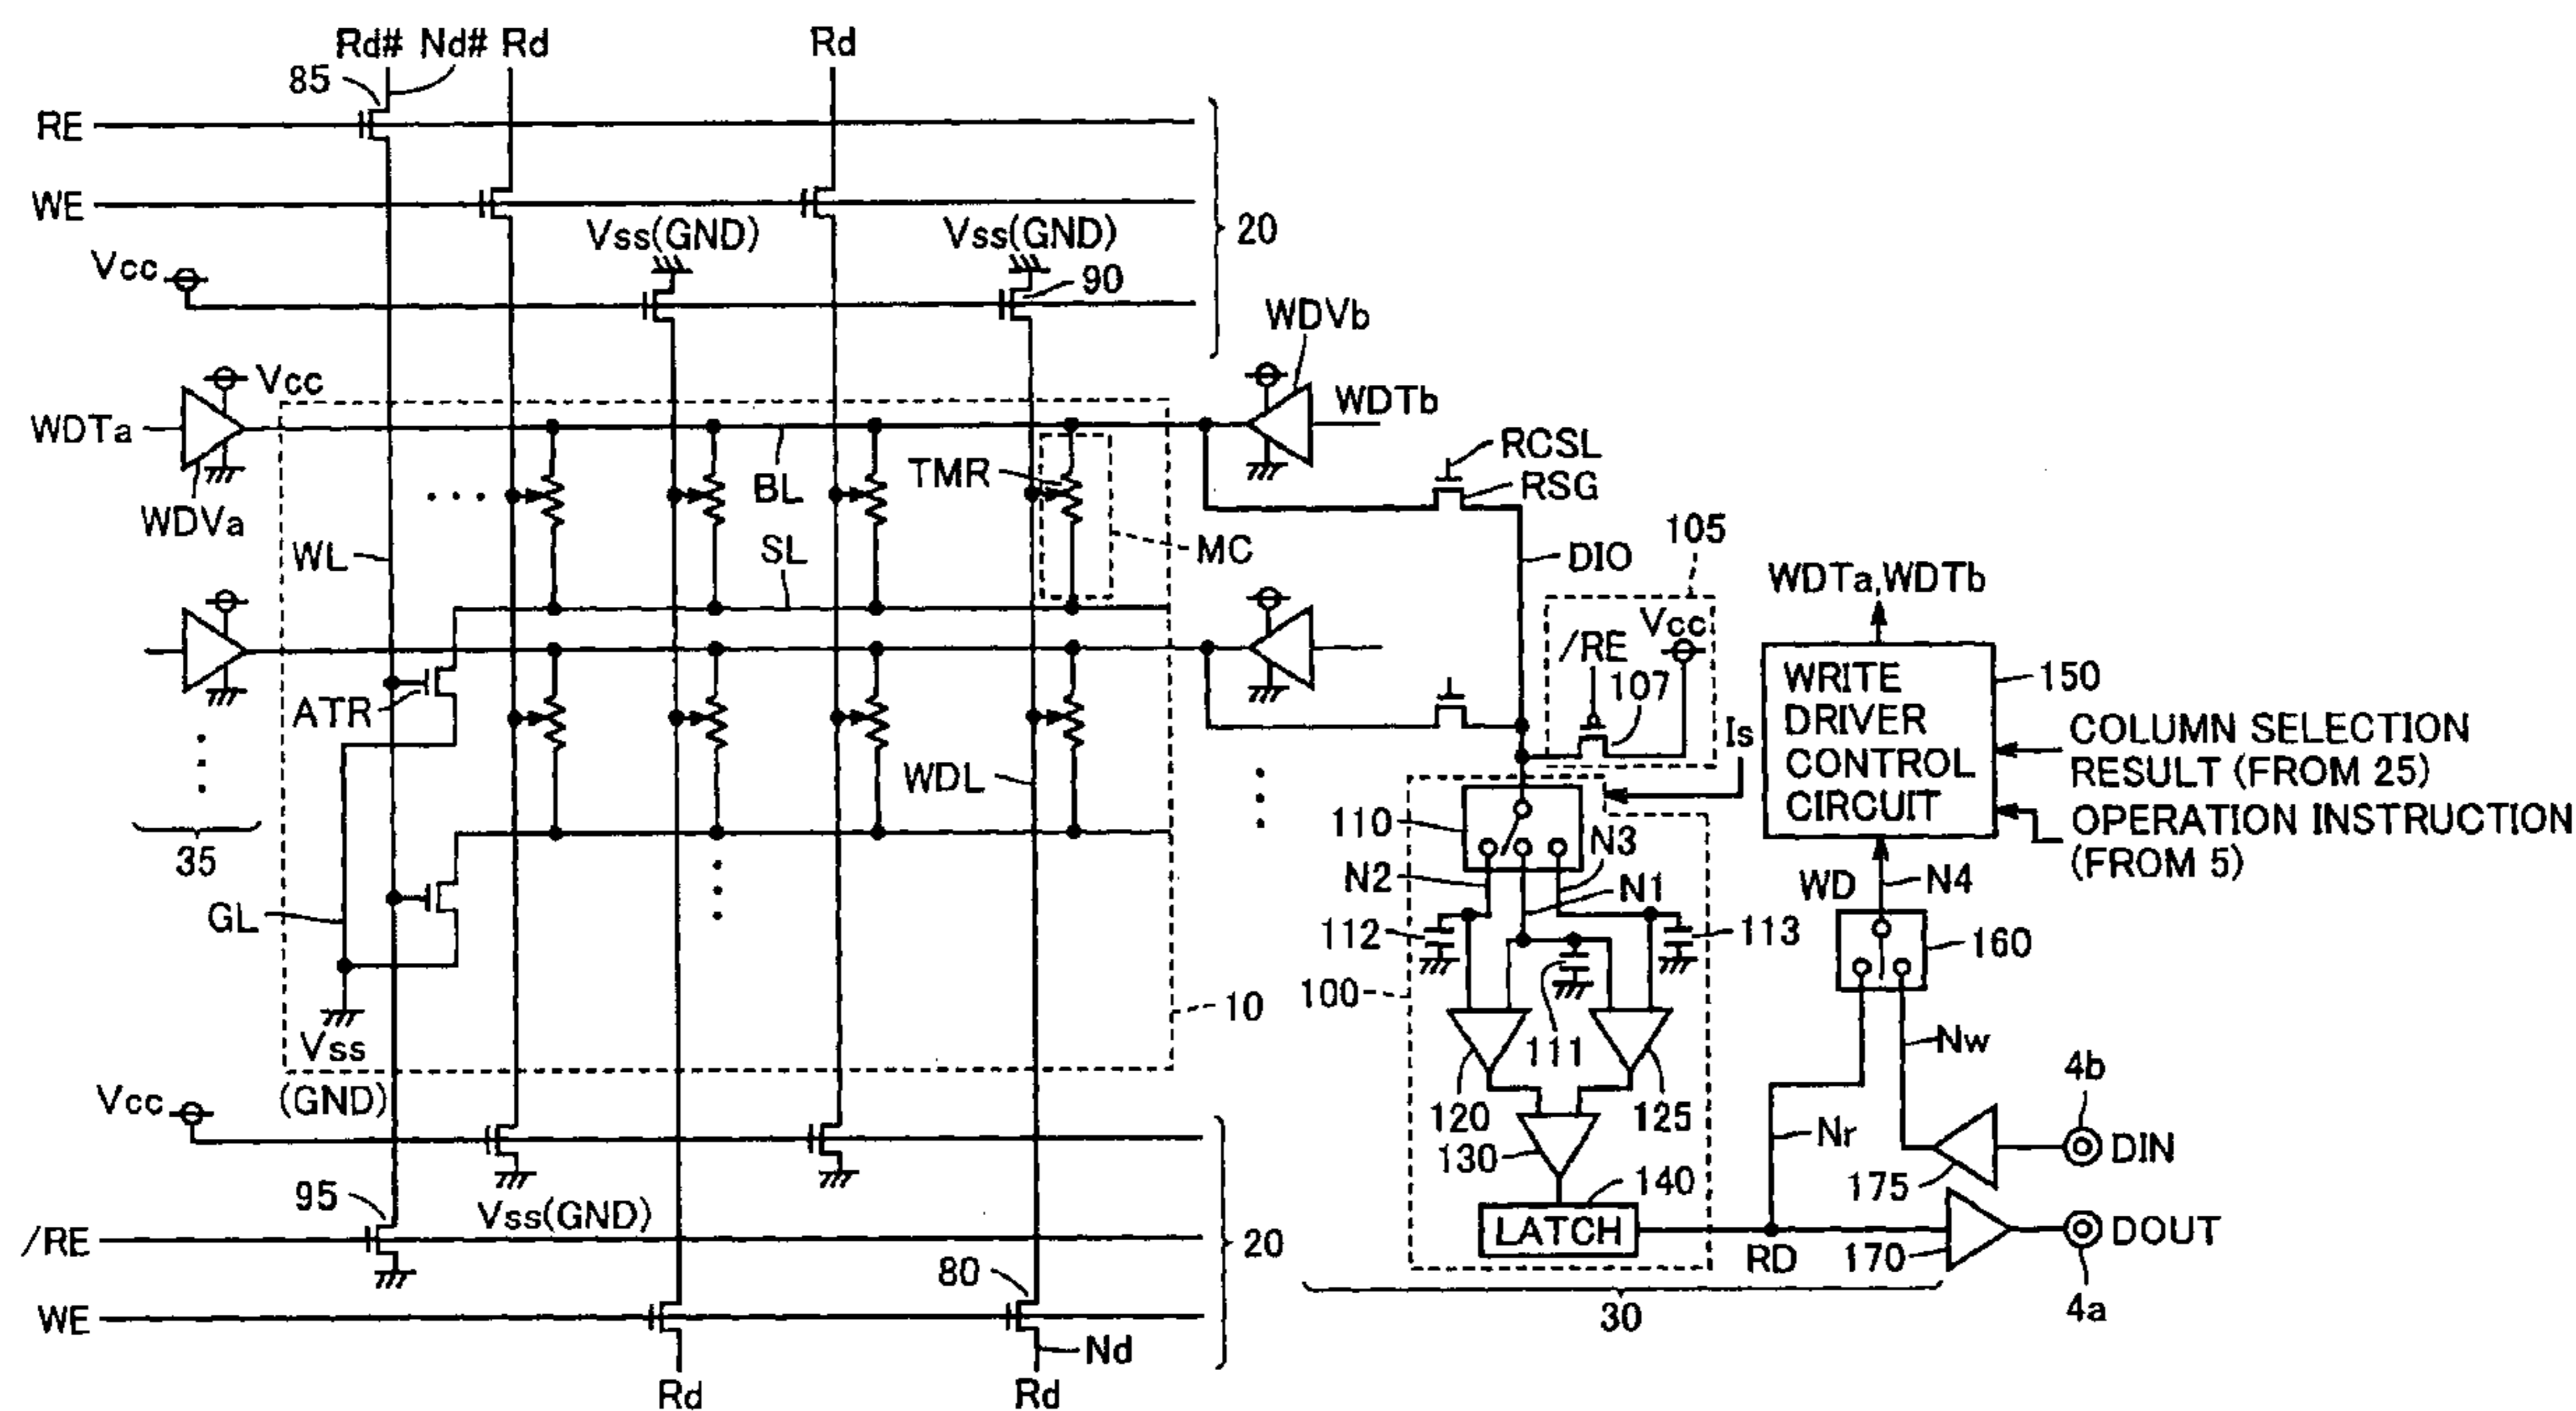 Rd# Nd# Rd
Rd
85
RE
WE
Vss(GND)
Vss(GND)
20
Vcc
90
WDVb
Vcc
WDTa
WDTb
WDVa
BL
TMR
RCSL
RSG
WL
SL
MC
DIO
105
WDTa,WDTb
/RE
Vcc
107
ATR
WDL
Is
WRITE
DRIVER
CONTROL
CIRCUIT
150
COLUMN SELECTION
RESULT (FROM 25)
OPERATION INSTRUCTION
(FROM 5)
35
GL
110
N3
N2
N1
WD
N4
112
113
160
100
10
111
Vss
(GND)
Nw
4b
Vcc
120
125
Nr
DIN
130
175
95
Vss(GND)
140
LATCH
/RE
20
RD
170
DOUT
80
WE
30
4a
Nd
Rd
Rd